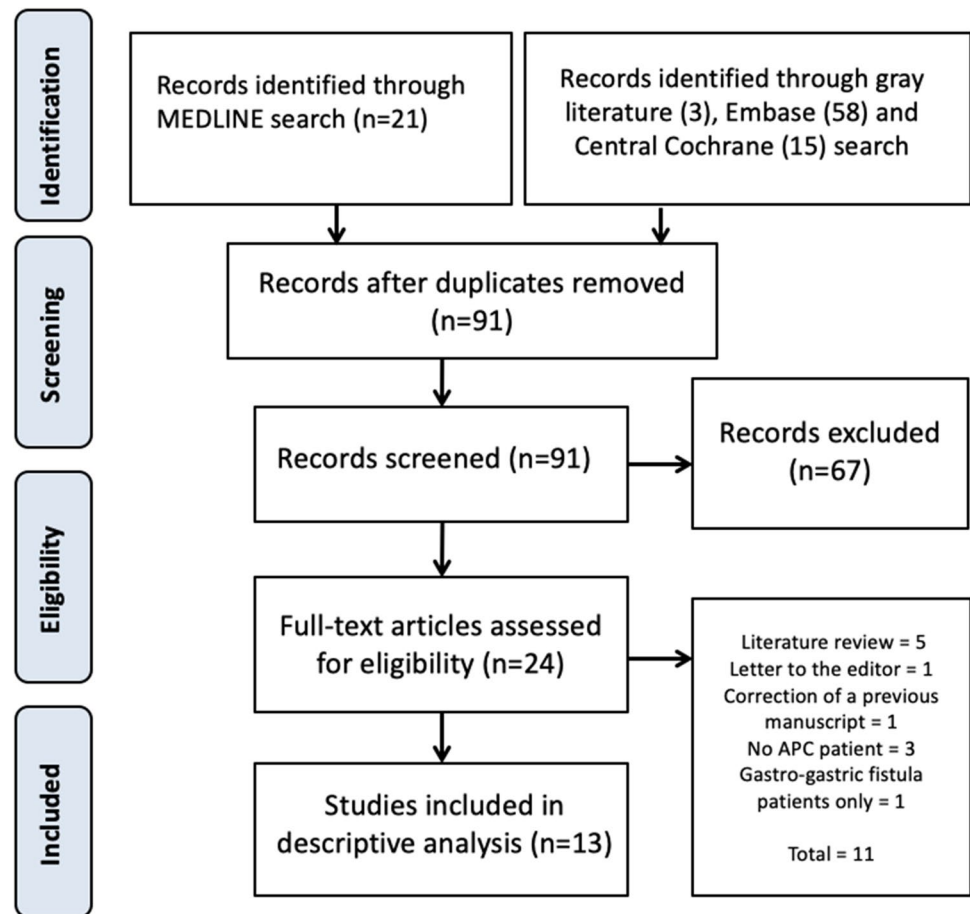 Identification
Records identified through
MEDLINE search (n=21)
Records identified through gray
literature (3), Embase (58) and
Central Cochrane (15) search
Screening
Records after duplicates removed
(n=91)
Records screened (n=91)
Records excluded
(n=67)
Eligibility
Full-text articles assessed
for eligibility (n=24)
Literature review = 5
Letter to the editor = 1
Correction of a previous
manuscript = 1
No APC patient = 3
Gastro-gastric fistula
patients only = 1
Total = 11
Included
Studies included in
descriptive analysis (n=13)